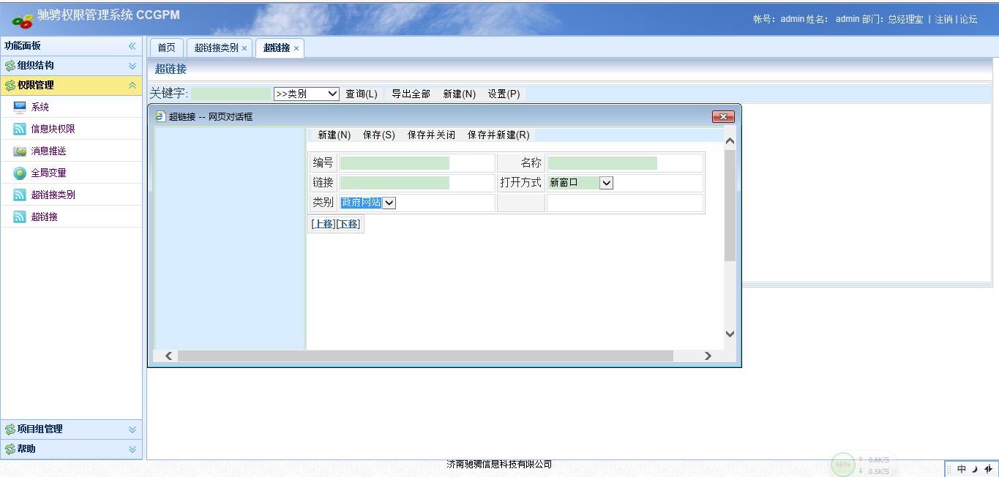 驰骋权限管理系统 CCGPM
帐号： admin 姓名： admin 部门： 总经理室 | 注销 | 论坛
功能面板
组织结构
权限管理
系统
信息块权限
消息推送
全局变量
超链接类别
超链接
项目组管理
帮助
首页 超链接类别 超链接
超链接
关键字: >>类别 查询(L) 导出全部 新建(N) 设置(P)
超链接 -- 网页对话框
新建(N) 保存(S) 保存并关闭 保存并新建(R)
编号 名称
链接 打开方式 新窗口
类别 政府网站
[上移][下移]
济南驰骋信息科技有限公司
66%
0.6K/S
0.5K/S
中